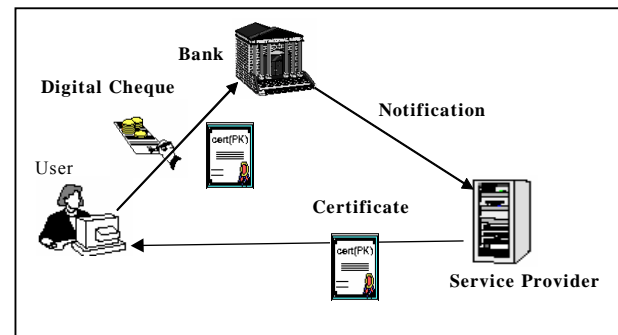 Bank
Digital Cheque
Notification
cert(PK)
User
Certificate
cert(PK)
Service Provider